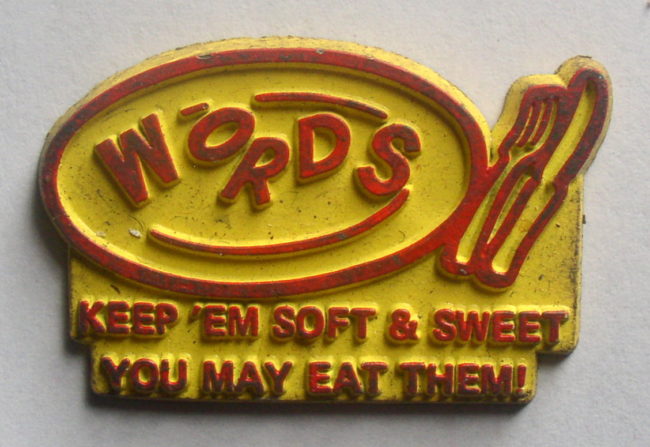 WORDS
KEEP 'EM SOFT & SWEET
YOU MAY EAT THEM!